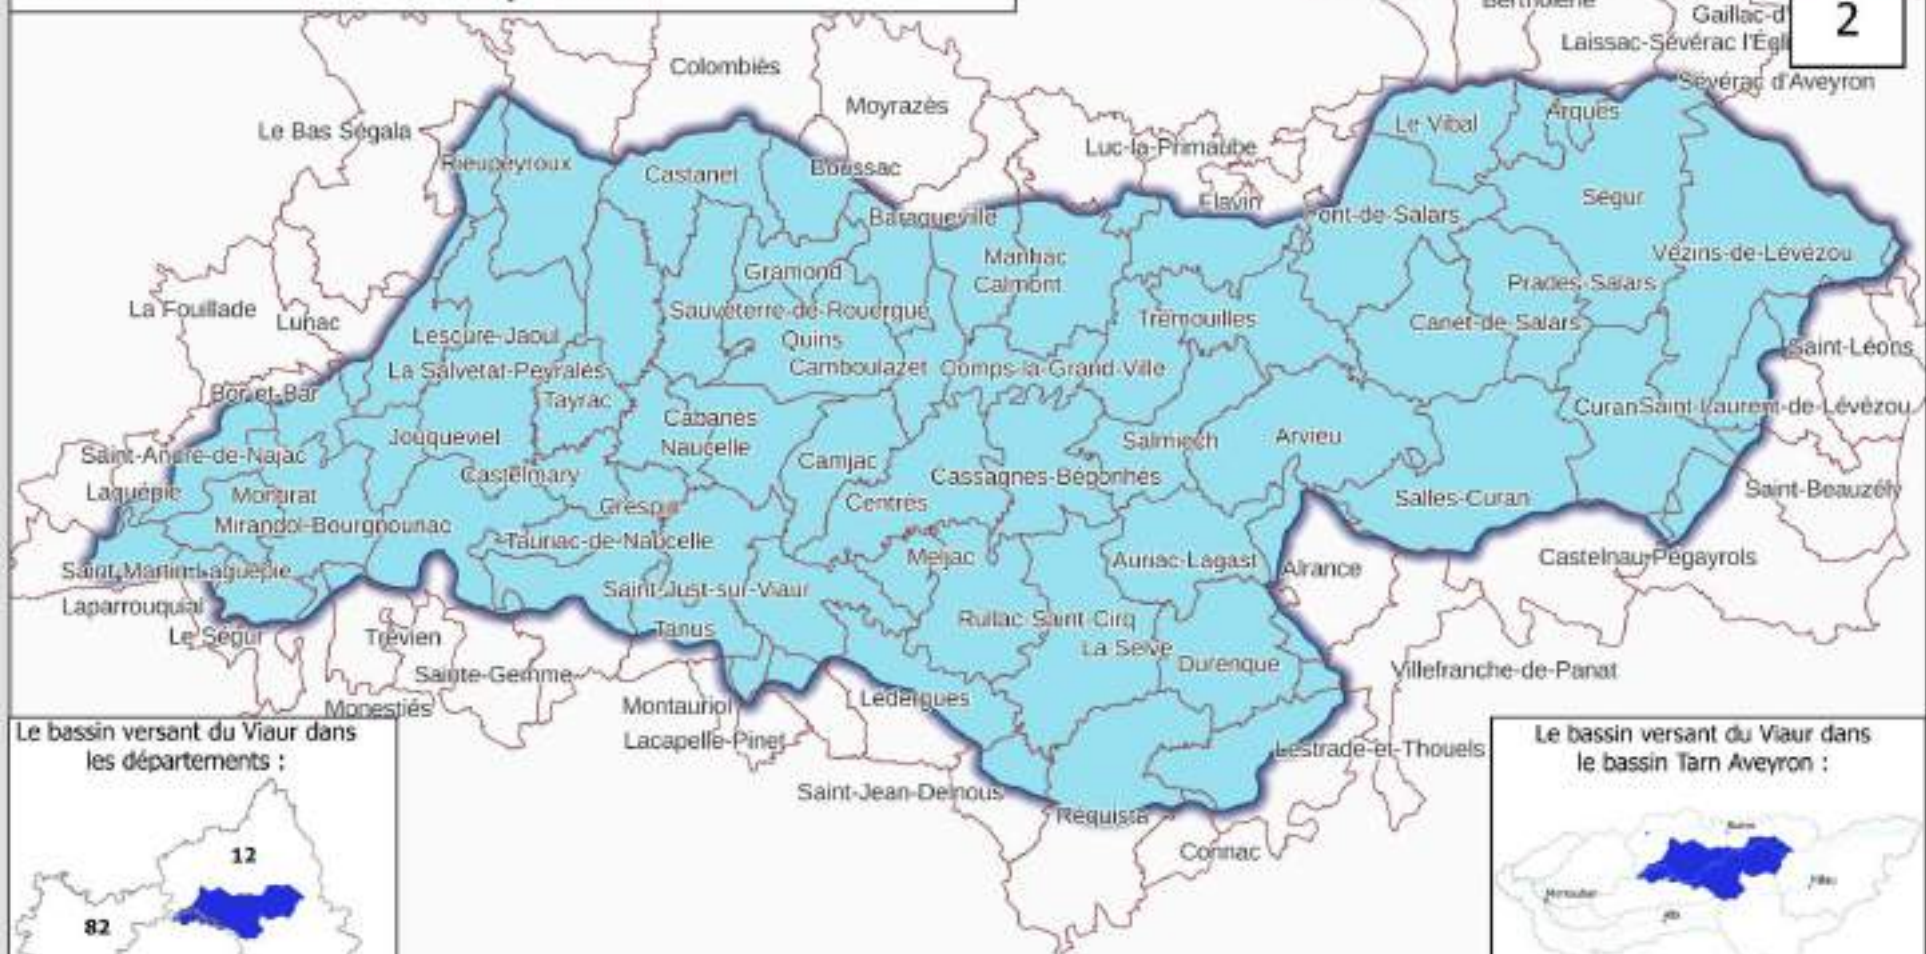 2
Gaillac-d'
Laissac-Sévérac l'Égli
Sévérac d'Aveyron
Colombiès
Moyrazès
Le Bas Ségala
Luc-la-Primaube
Le Vibal
Arques
Rieupeyroux
Castanet
Boussac
Flavin
Ségur
Baraqueville
Pont-de-Salars
Vézins-de-Lévézou
Manhac
Gramond
Calmont
Prades-Salars
La Fouillade
Lunac
Sauveterre-de-Rouergue
Trémouilles
Canet-de-Salars
Lescure-Jaoul
Quins
Saint-Léons
La Salvetat-Peyralès
Camboulazet
Comps-la-Grand-Ville
Bor-et-Bar
Tayrac
Curan
Saint-Laurent-de-Lévézou
Cabanès
Jouqueviel
Naucelle
Salmiech
Arvieu
Saint-André-de-Najac
Camjac
Castelmary
Cassagnes-Bégonhès
Laguépie
Montirat
Saint-Beauzély
Salles-Curan
Crespin
Centrès
Mirandol-Bourgnounac
Tauriac-de-Naucelle
Meljac
Auriac-Lagast
Alrance
Castelnau-Pégayrols
Saint-Martin-Laguépie
Saint-Just-sur-Viaur
Laparrouquial
Le Ségur
Trévien
Tanus
Rullac-Saint-Cirq
La Selve
Durenque
Sainte-Gemme
Villefranche-de-Panat
Monestiés
Montauriol
Lédergues
Lacapelle-Pinet
Lestrade-et-Thouels
Saint-Jean-Delnous
Réquista
Connac
Le bassin versant du Viaur dans
les départements :
12
82
Le bassin versant du Viaur dans
le bassin Tarn Aveyron :